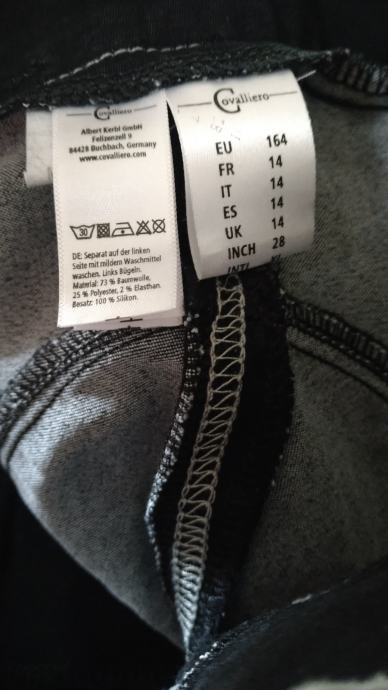 Covalliero
Albert Kerbl GmbH
Felizenzell 9
84428 Buchbach, Germany
www.covalliero.com
30
DE: Separat auf der linken
Seite mit mildem Waschmittel
waschen. Links Bügeln.
Material: 73 % Baumwolle,
25 % Polyester, 2 % Elasthan.
Besatz: 100 % Silikon.
Covalliero
EU 164
FR 14
IT 14
ES 14
UK 14
INCH 28
INTL